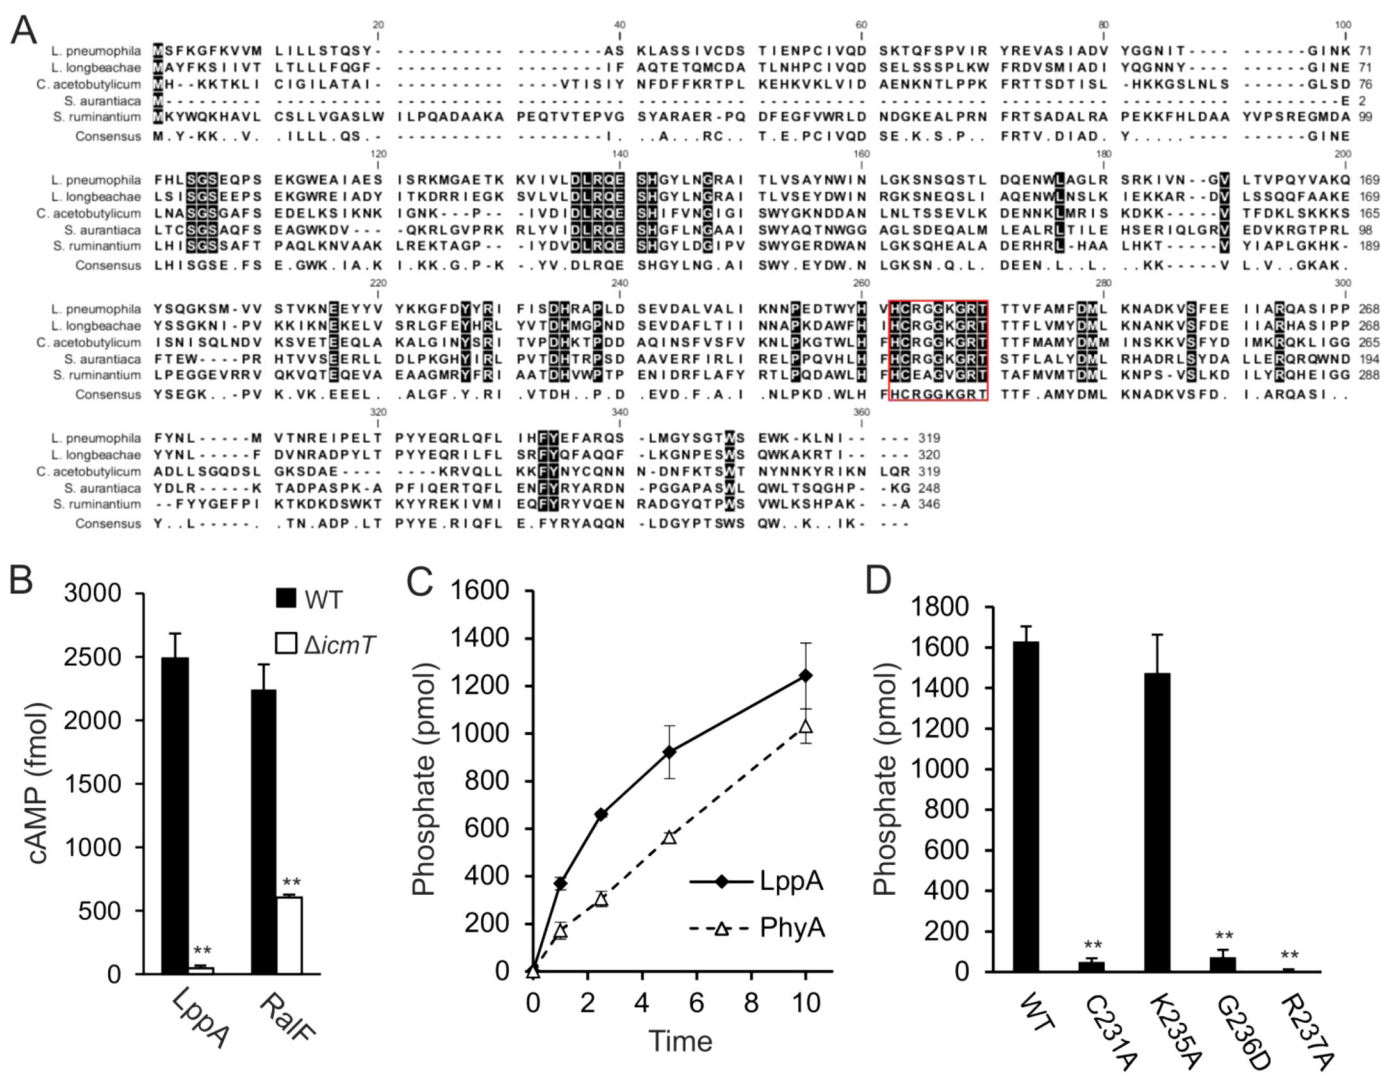 A
20 40 60 80 100
L. pneumophila MSFKGFKVVM LILLSTQSY- ---------- ---------AS KLASSIVCDS TIENPCIVQD SKTQFSPVIR YREVASIADV YGGNIT---- ------GINK 71
L. longbeachae MAYFKSIIVT LTLLLFQGF- ---------- ---------IF AQTETQMCDA TLNHPCIVQD SELSSSPLKW FRDVSMIADI YQGNNY---- ------GINE 71
C. acetobutylicum MH--KKTKLI CIGILATAI- ---------- -----VTISIY NFDFFKRTPL KEHKVKLVID AENKNTLPPK FRTTSDTISL -HKKGSLNLS ------GLSD 76
S. aurantiaca M--------- ---------- ---------- ---------- ---------- ---------- ---------- ---------- ---------- ---------E 2
S. ruminantium MKYWQKHAVL CSLLVGASLW ILPQADAAKA PEQTVTEPVG SYARAER-PQ DFEGFVWRLD NDGKEALPRN FRTSADALRA PEKKFHLDAA YVPSREGMDA 99
Consensus M.Y-KK..V. .ILLL.QS.- ---------- ---------I. ..A...RC.. T.E.PCIVQD SK....P... FRTV.DIAD. Y.....---- ------GINE
120 140 160 180 200
L. pneumophila FHLSGSEQPS EKGWEAIAES ISRKMGAETK KVIVLDLRQE SHGYLNGRAI TLVSAYNWIN LGKSNSQSTL DQENWLAGLR SRKIVN--GV LTVPQYVAKQ 169
L. longbeachae LSISGSEEPS EKGWREIADY ITKDRRIEGK SVLVLDLRQE SHGYLNGRAI TLVSEYDWIN RGKSNEQSLI AQENWLNSLK IEKKAR--DV LSSQQFAAKK 169
C. acetobutylicum LNASGSGAFS EDELKSIKNK IGNK---P-- -IVDIDLRQE SHIFVNGIGI SWYGKNDDAN LNLTSSEVLK DENNKLMRIS KDKK-----V TFDKLSKKKS 165
S. aurantiaca LTCSGSAQFS EAGWKDV--- -QKRLGVPRK RLYVIDLRQE SHGYLNGLAI SWYAQTNWGG AGLSDEQALM LEALRLTILE HSERIQLGRV EDVKRGTPRL 98
S. ruminantium LHISGSSAFT PAQLKNVAAK LREKTAGP-- -IYDVDLRQE SHGYLDGIPV SWYGERDWAN LGKSQHEALA DERHRL-HAA LHKT-----V YIAPLGKHK- 189
Consensus LHISGSE.FS E.GWK.IA.K I.KK.G.P-K .YV.DLRQE SHGYLNG.AI SWY.EYDW.N LGKSN.Q.L. DEEN.L..L. ..KK.----V L.V..GKAK.
220 240 260 280 300
L. pneumophila YSQGKSM-VV STVKNEEYYV YKKGFDYYRI FISDHRAPLD SEVDALVALI KNNPEDTWYH VHCRGGKGRT TTVFAMFDML KNADKVSFEE IIARQASIPP 268
L. longbeachae YSSGKNI-PV KKIKNEKELV SRLGFEYHRL YVTDHMGPND SEVDAFLTII NNAPKDAWFH IHCRGGKGRT TTFLVMYDML KNANKVSFDE IIARHASIPP 268
C. acetobutylicum ISNISQLNDV KSVETEEQLA KALGINYSRI TVPDHKTPDD AQINSFVSFV KGLPKGTWLH FHCRGGKGRT TTFMAMYDMM INSKKVSFYD IMKRQKLIGG 265
S. aurantiaca FTEW----PR HTVVSEERLL DLPKGHYIRL PVTDHTRPSD AAVERFIRLI RELPPQVHLH FHCRGGKGRT STFLALYDML RHADRLSYDA LLERQRQWND 194
S. ruminantium LPEGGEVRRV QKVQTEQEVA EAAGMRYFRI AATDHVWPTP ENIDRFLAFY RTLPQDAWLH FHCEAGVGRT TAFMVMTDML KNPS-VSLKD ILYRQHEIGG 288
Consensus YSEGK..-PV K.VK.EEEL. .ALGF.Y.RI .VTDH..P.D .EVD.F.A.I .NLPKD.WLH FHCRGGKGRT TTF.AMYDML KNADKVSFD. I.ARQASI..
320 340 360
L. pneumophila FYNL-----M VTNREIPELT PYYEQRLQFL IHFYEFARQS -LMGYSGTWS EWK-KLNI-- ---- 319
L. longbeachae YYNL-----F DVNRADPYLT PYYEQRIFLL SRFYQFAKQN -LKGNPESWS QWKAKRTI-- ---- 320
C. acetobutylicum ADLLSGQDSL GKSDAE---- --KRVQLLKK FYNYCQNN N-DNFKTSWT NYNNKYRIKN LQR 319
S. aurantiaca YDLR-----K TADPASPK-A PFIQERTQFL ENFYRYARDN -PGGAPASWL QWLTSQGHP- -KG 248
S. ruminantium --FYYGEFPI KTKDKDSWKT KYYREKIVMI EQFYRYVQEN RADGYQTPWS VWLKSHPAK- --A 346
Consensus Y..L-----. .TN.ADP.LT PYYE.RIQFL E.FYRYAQQN -LDGYPTSWS QW..K..IK- ---
B
3000
2500
2000
1500
1000
500
0
cAMP (fmol)
WT
ΔicmT
**
**
LppA RalF
C
1600
1400
1200
1000
800
600
400
200
0
Phosphate (pmol)
LppA
PhyA
0 2 4 6 8 10
Time
D
1800
1600
1400
1200
1000
800
600
400
200
0
Phosphate (pmol)
** ** **
WT C231A K235A G236D R237A